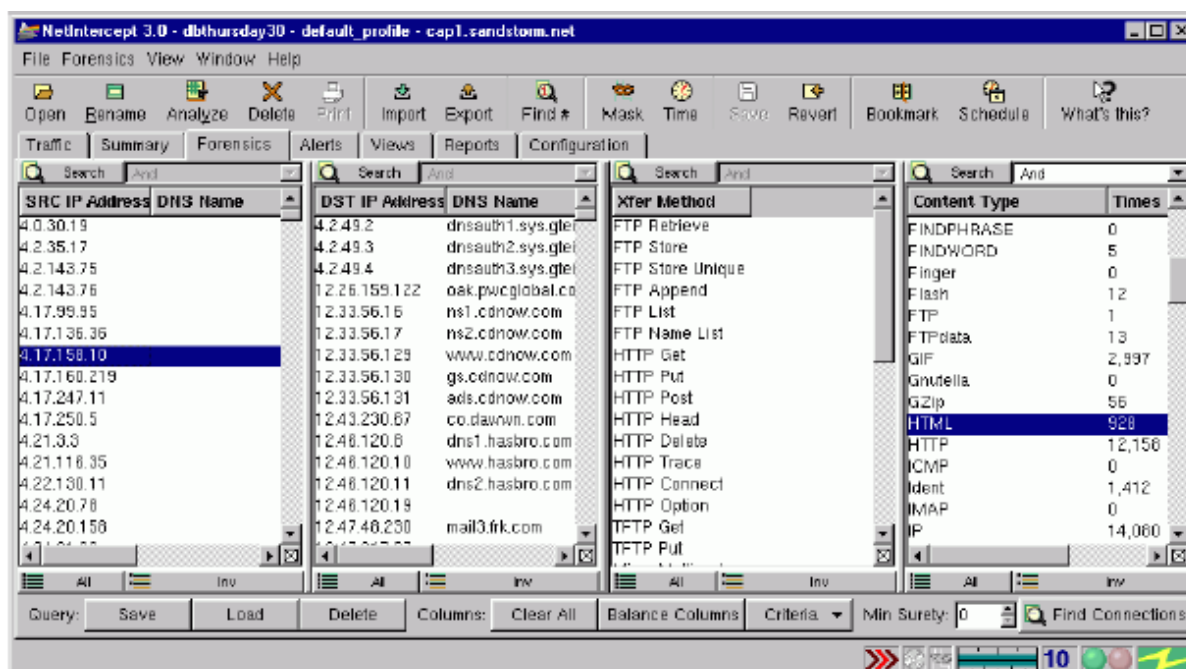 NetIntercept 3.0 - dbthursday30 - default_profile - cap1.sandstorm.net
File Forensics View Window Help
Open Rename Analyze Delete Print Import Export Find * Mask Time Save Revert Bookmark Schedule What's this?
Traffic Summary Forensics Alerts Views Reports Configuration
Search And
SRC IP Address DNS Name
4.0.30.19
4.2.35.17
4.2.143.75
4.2.143.76
4.17.99.95
4.17.136.36
4.17.158.10
4.17.160.219
4.17.247.11
4.17.250.5
4.21.3.3
4.21.116.35
4.22.130.11
4.24.20.78
4.24.20.158
All Inv
Search And
DST IP Address DNS Name
4.2.49.2 dnsauth1.sys.gtei
4.2.49.3 dnsauth2.sys.gtei
4.2.49.4 dnsauth3.sys.gtei
12.26.159.122 oak.pwcglobal.co
12.33.56.16 ns1.cdnow.com
12.33.56.17 ns2.cdnow.com
12.33.56.129 www.cdnow.com
12.33.56.130 gs.cdnow.com
12.33.56.131 ads.cdnow.com
12.43.230.67
12.46.120.6 dns1.hasbro.com
12.46.120.10 www.hasbro.com
12.46.120.11 dns2.hasbro.com
12.46.120.19
12.47.48.230 mail3.frk.com
All Inv
Search And
Xfer Method
FTP Retrieve
FTP Store
FTP Store Unique
FTP Append
FTP List
FTP Name List
HTTP Get
HTTP Put
HTTP Post
HTTP Head
HTTP Delete
HTTP Trace
HTTP Connect
HTTP Option
TFTP Get
TFTP Put
All Inv
Search And
Content Type Times
FINDPHRASE 0
FINDWORD 5
Finger 0
Flash 12
FTP 1
FTPdata 13
GIF 2,997
Gnutella 0
GZip 56
HTML 928
HTTP 12,158
ICMP 0
Ident 1,412
IMAP 0
IP 14,080
All Inv
Query: Save Load Delete Columns: Clear All Balance Columns Criteria Min Surety: 0 Find Connections
10